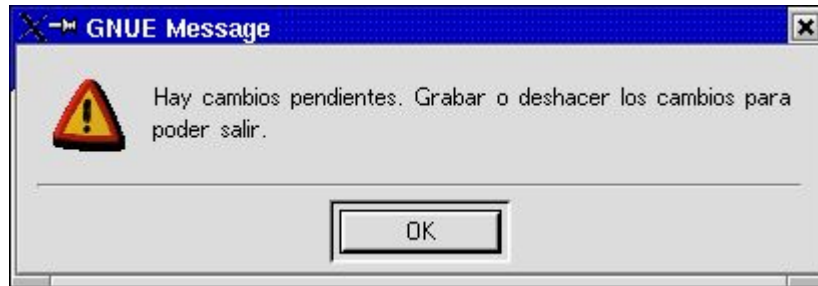 GNUE Message
Hay cambios pendientes. Grabar o deshacer los cambios para
poder salir.
OK